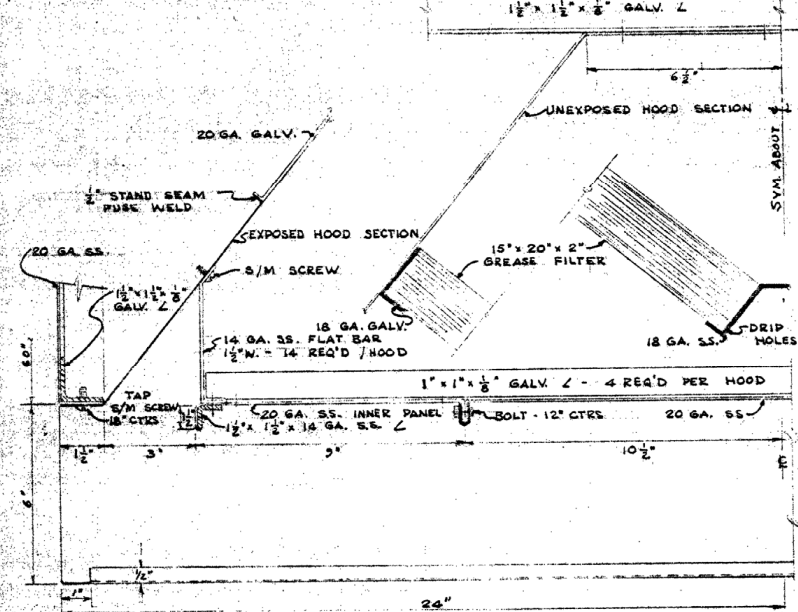 1½" x 1½" x ⅛" GALV. ∠
6½"
UNEXPOSED HOOD SECTION
SYM. ABOUT
20 GA. GALV.
½" STAND SEAM
FUSE WELD
EXPOSED HOOD SECTION
20 GA. S.S.
S/M SCREW
1½" x 1½" x ⅛"
GALV. ∠
15" x 20" x 2"
GREASE FILTER
18 GA. GALV.
14 GA. SS. FLAT BAR
1½" W. - 14 REQ'D / HOOD
18 GA. SS.
DRIP
HOLES
60"
1" x 1" x ⅛" GALV. ∠ - 4 REQ'D PER HOOD
TAP
S/M SCREW
18" CTRS
1½"
20 GA. S.S. INNER PANEL
1½" x 1½" x 14 GA. S.S. ∠
BOLT - 12" CTRS
20 GA. SS
1½"
3"
9"
10½"
℄
6"
½"
1"
24"